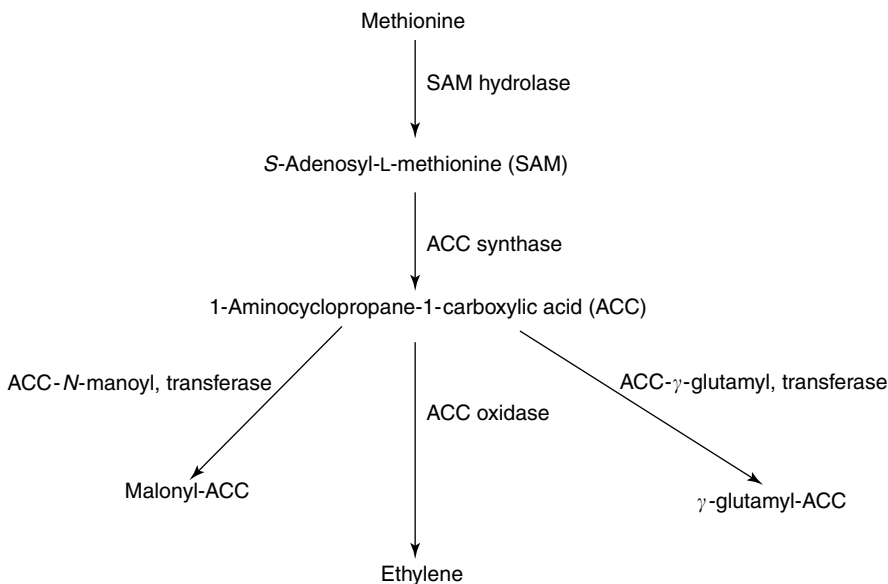 Methionine
SAM hydrolase
S-Adenosyl-L-methionine (SAM)
ACC synthase
1-Aminocyclopropane-1-carboxylic acid (ACC)
ACC-N-manoyl, transferase
ACC-γ-glutamyl, transferase
ACC oxidase
Malonyl-ACC
γ-glutamyl-ACC
Ethylene